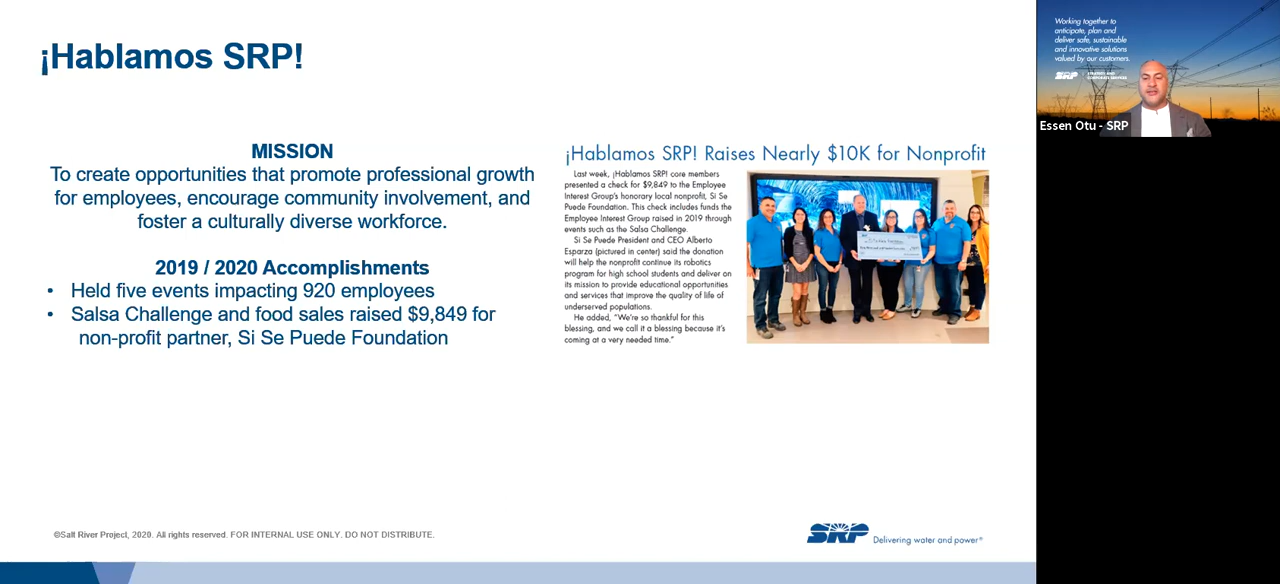 ¡Hablamos SRP!
MISSION
To create opportunities that promote professional growth
for employees, encourage community involvement, and
foster a culturally diverse workforce.
2019 / 2020 Accomplishments
• Held five events impacting 920 employees
• Salsa Challenge and food sales raised $9,849 for
non-profit partner, Si Se Puede Foundation
¡Hablamos SRP! Raises Nearly $10K for Nonprofit
Last week, ¡Hablamos SRP! core members
presented a check for $9,849 to the Employee
Interest Group's honorary local nonprofit, Si Se
Puede Foundation. This check includes funds the
Employee Interest Group raised in 2019 through
events such as the Salsa Challenge.
Si Se Puede President and CEO Alberto
Esparza (pictured in center) said the donation
will help the nonprofit continue its robotics
program for high school students and deliver on
its mission to provide educational opportunities
and services that improve the quality of life of
underserved populations.
He added, "We're so thankful for this
blessing, and we call it a blessing because it's
coming at a very needed time."
©Salt River Project, 2020. All rights reserved. FOR INTERNAL USE ONLY. DO NOT DISTRIBUTE.
SRP Delivering water and power®
Working together to
anticipate, plan and
deliver safe, sustainable
and innovative solutions
valued by our customers.
SRP STRATEGY AND
CORPORATE SERVICES
Essen Otu - SRP